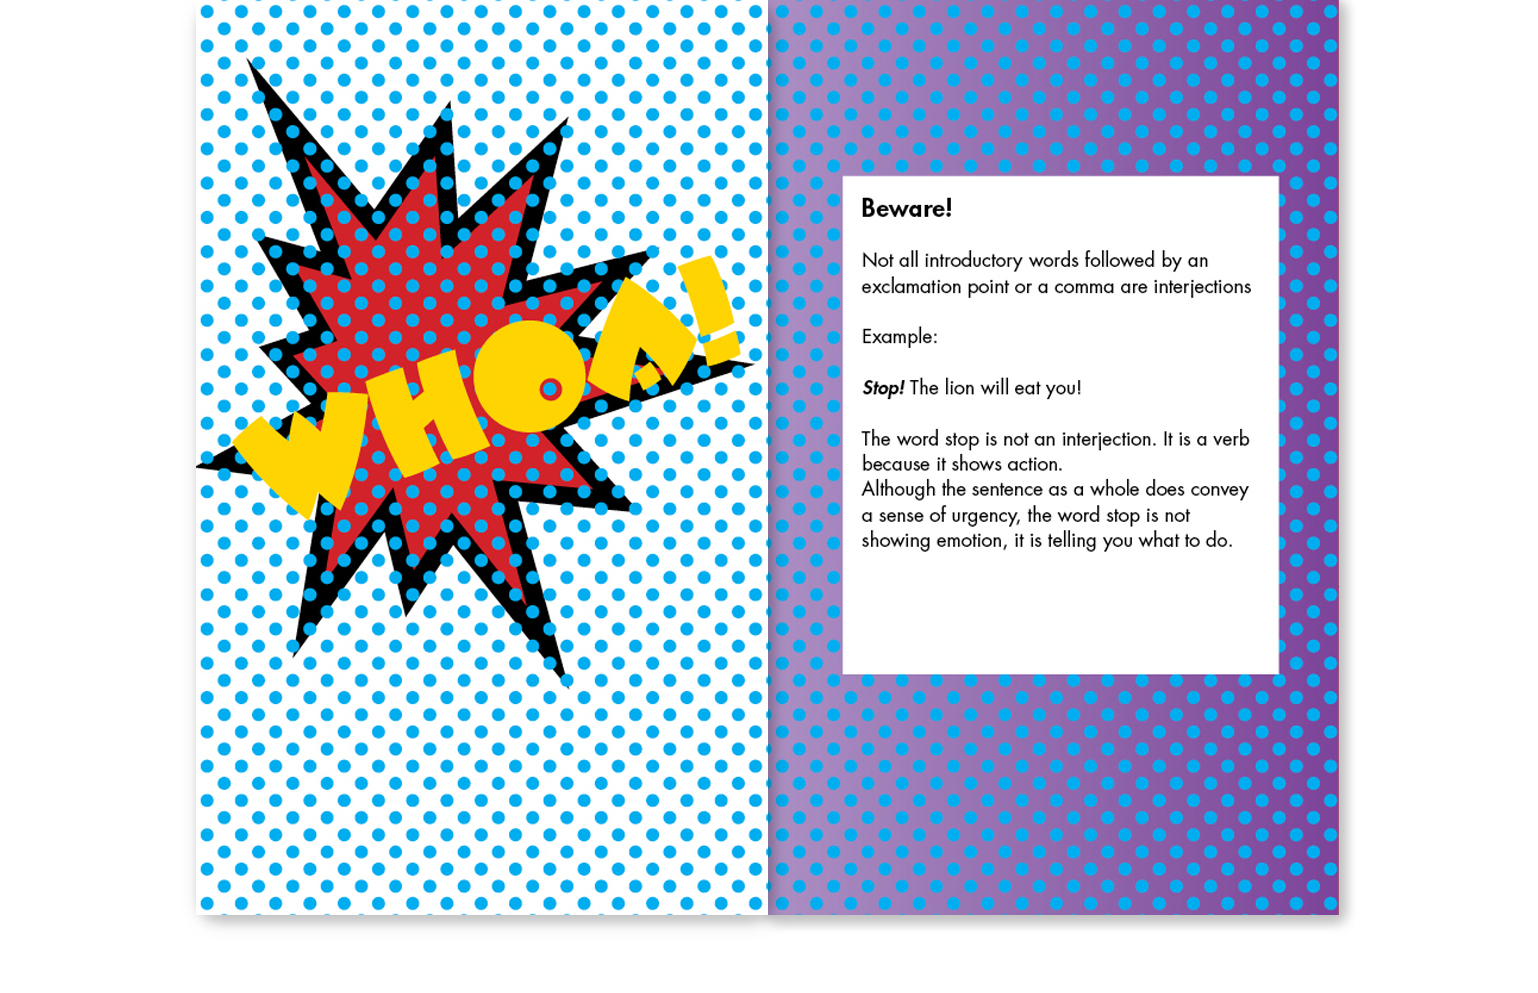 WHOA!
Beware!
Not all introductory words followed by an
exclamation point or a comma are interjections
Example:
Stop! The lion will eat you!
The word stop is not an interjection. It is a verb
because it shows action.
Although the sentence as a whole does convey
a sense of urgency, the word stop is not
showing emotion, it is telling you what to do.